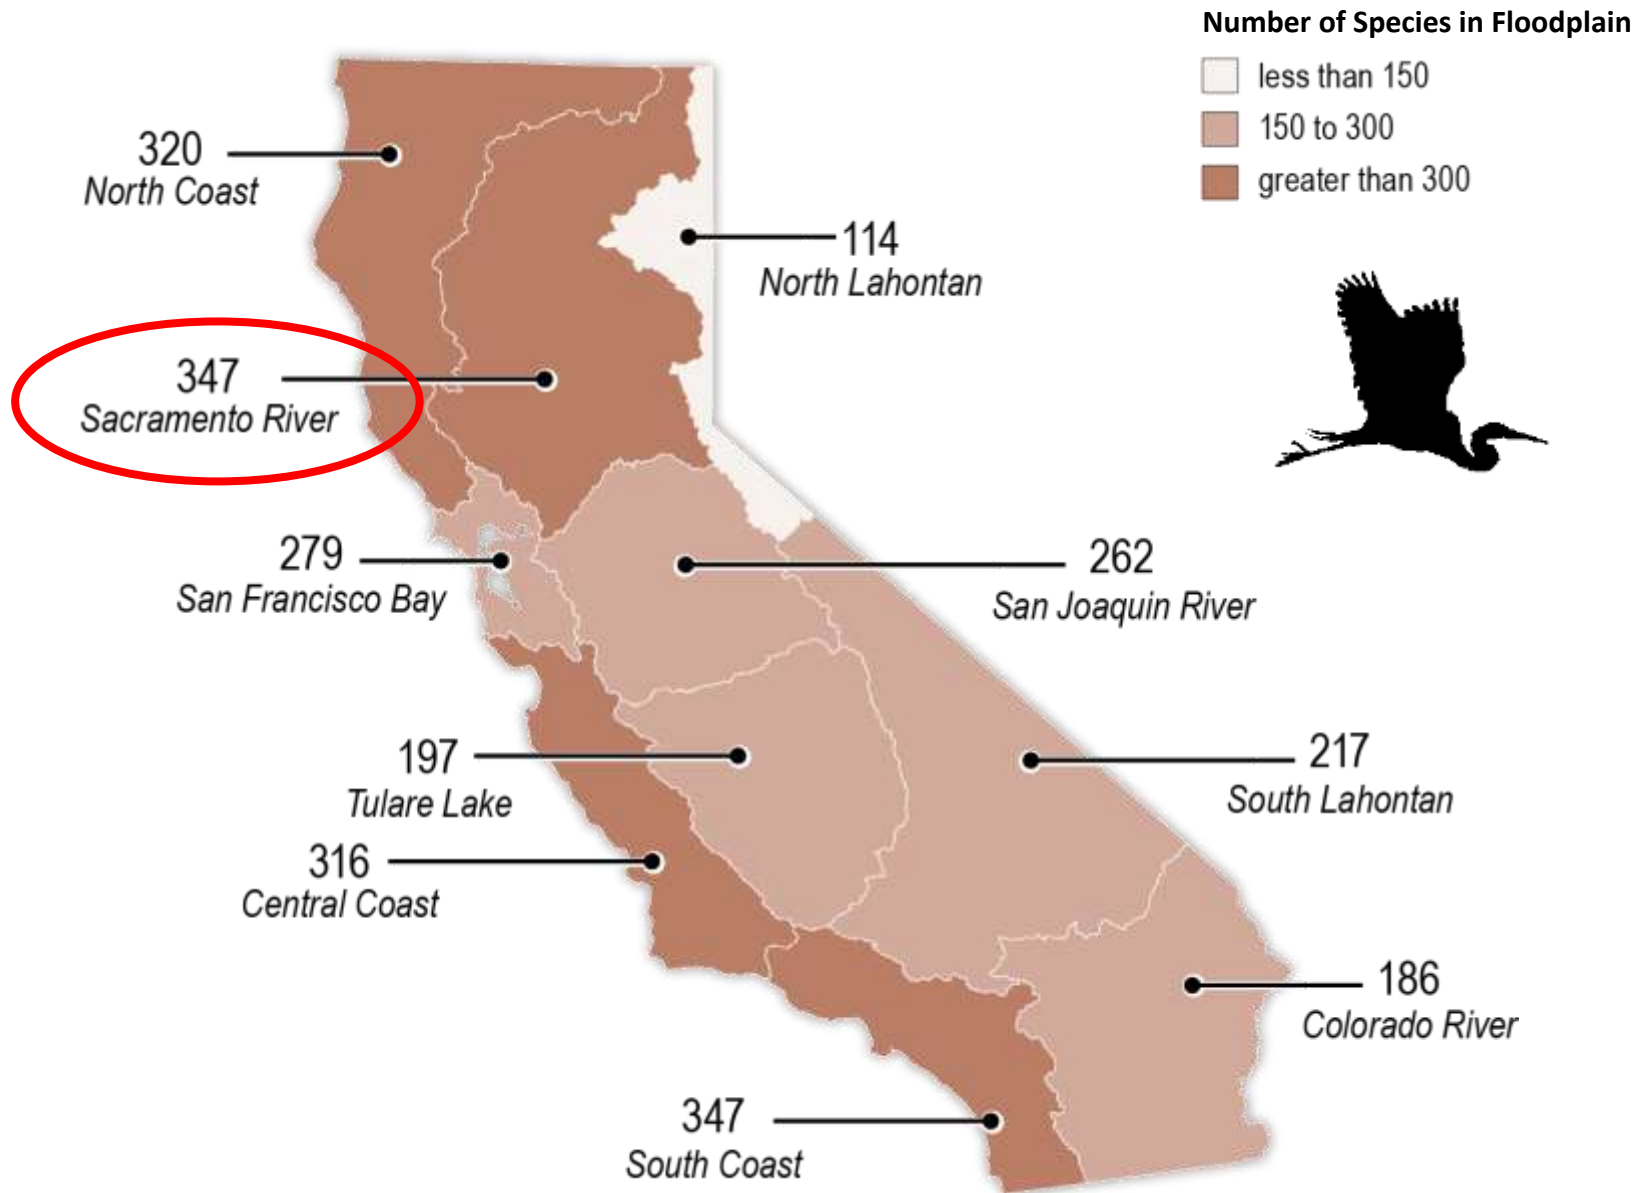 Number of Species in Floodplain
less than 150
150 to 300
greater than 300
320
North Coast
114
North Lahontan
347
Sacramento River
279
San Francisco Bay
262
San Joaquin River
197
Tulare Lake
217
South Lahontan
316
Central Coast
186
Colorado River
347
South Coast